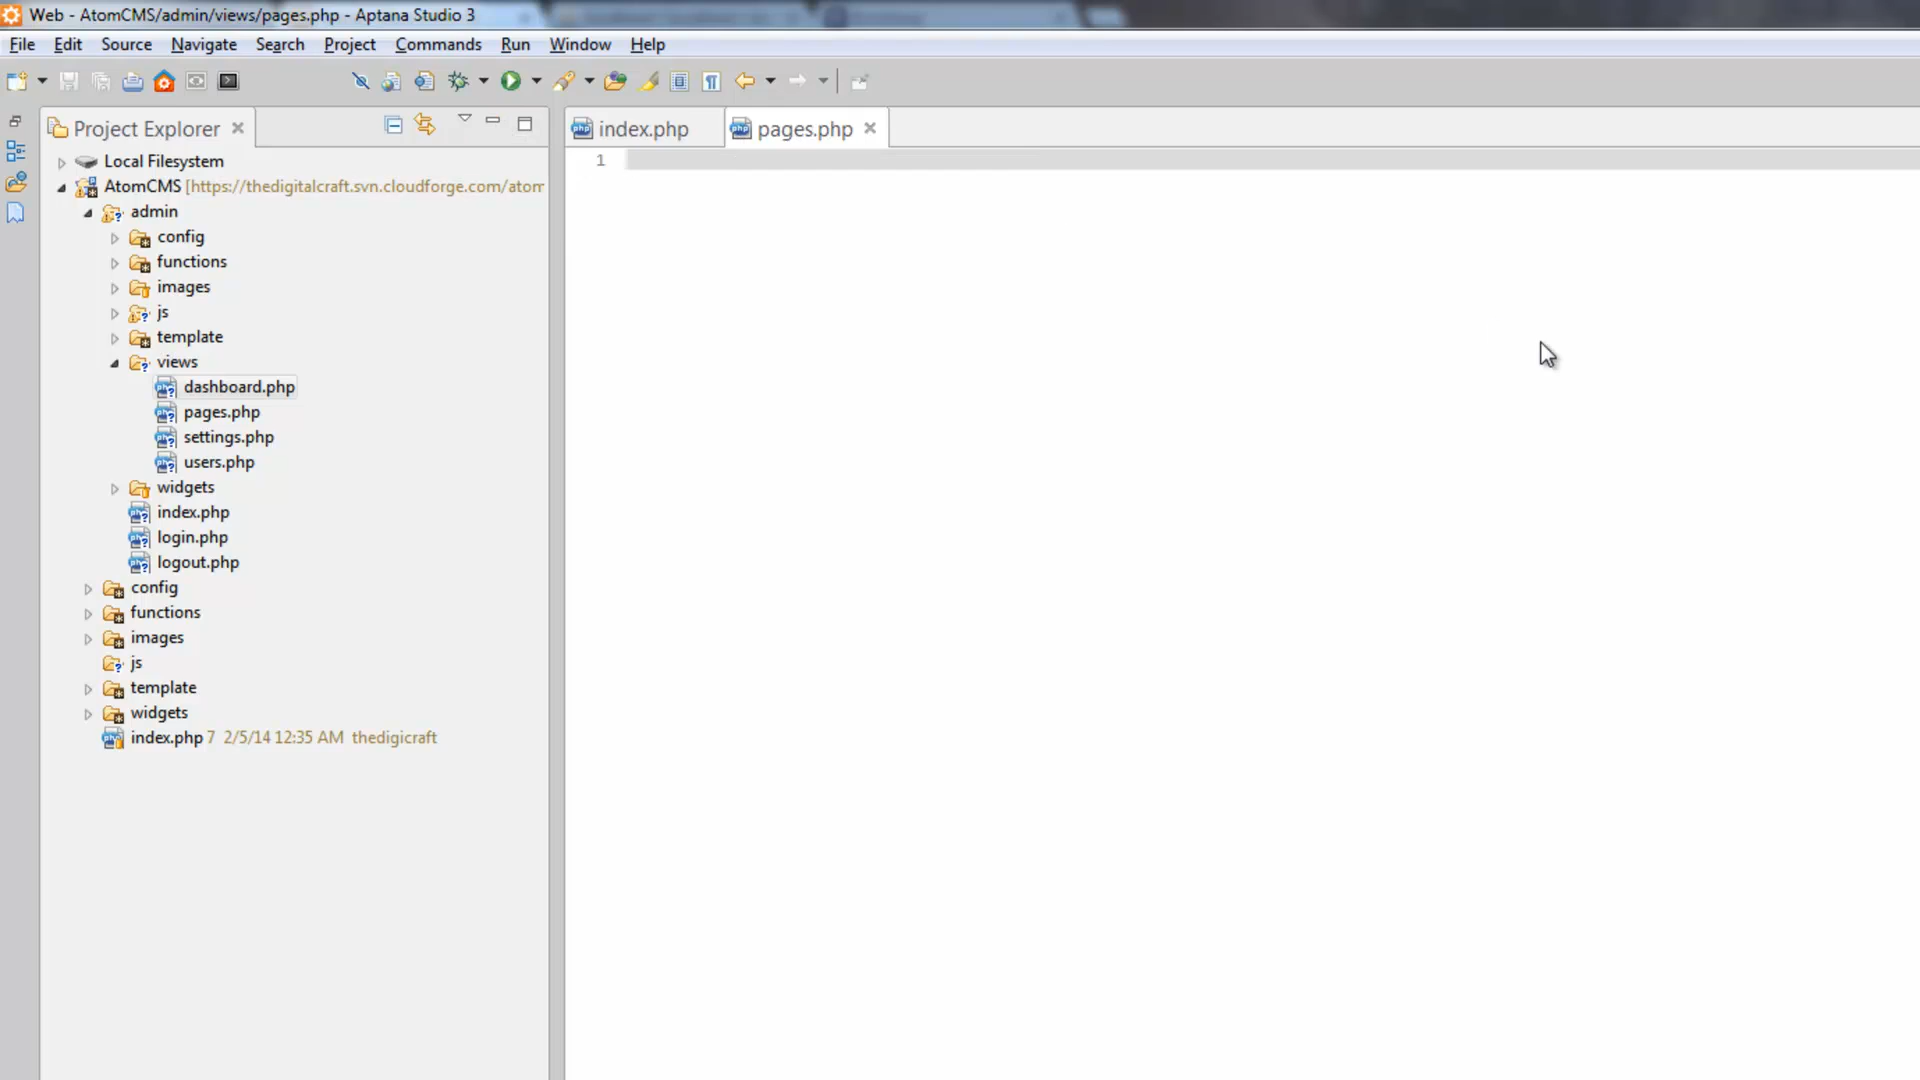 Web - AtomCMS/admin/views/pages.php - Aptana Studio 3
File Edit Source Navigate Search Project Commands Run Window Help
Project Explorer
index.php
pages.php
1
Local Filesystem
AtomCMS [https://thedigitalcraft.svn.cloudforge.com/atom
admin
config
functions
images
js
template
views
dashboard.php
pages.php
settings.php
users.php
widgets
index.php
login.php
logout.php
config
functions
images
js
template
widgets
index.php 7 2/5/14 12:35 AM thedigicraft